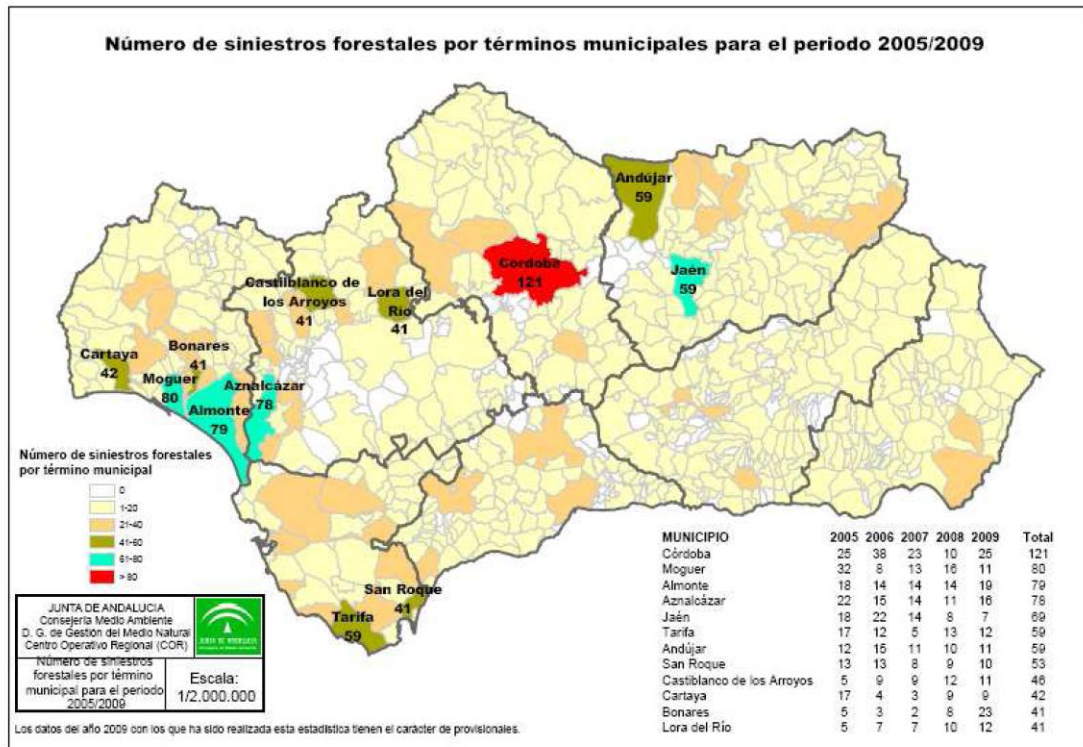 Número de siniestros forestales por términos municipales para el periodo 2005/2009
Andújar
59
Córdoba
121
Jaén
59
Castilblanco de
los Arroyos
41
Lora del
Río
41
Bonares
41
Cartaya
42
Moguer
80
Aznalcázar
78
Almonte
79
San Roque
41
Tarifa
59
Número de siniestros forestales
por término municipal
0
1-20
21-40
41-60
61-80
> 80
JUNTA DE ANDALUCIA
Consejería Medio Ambiente
D. G. de Gestión del Medio Natural
Centro Operativo Regional (COR)
JUNTA DE ANDALUCIA
Número de siniestros
forestales por término
municipal para el periodo
2005/2009
Escala:
1/2.000.000
MUNICIPIO 2005 2006 2007 2008 2009 Total
Córdoba 25 38 23 10 25 121
Moguer 32 8 13 16 11 80
Almonte 18 14 14 14 19 79
Aznalcázar 22 15 14 11 16 78
Jaén 18 22 14 8 7 69
Tarifa 17 12 5 13 12 59
Andújar 12 15 11 10 11 59
San Roque 13 13 8 9 10 53
Castiblanco de los Arroyos 5 9 9 12 11 46
Cartaya 17 4 3 9 9 42
Bonares 5 3 2 8 23 41
Lora del Río 5 7 7 10 12 41
Los datos del año 2009 con los que ha sido realizada esta estadística tienen el carácter de provisionales.